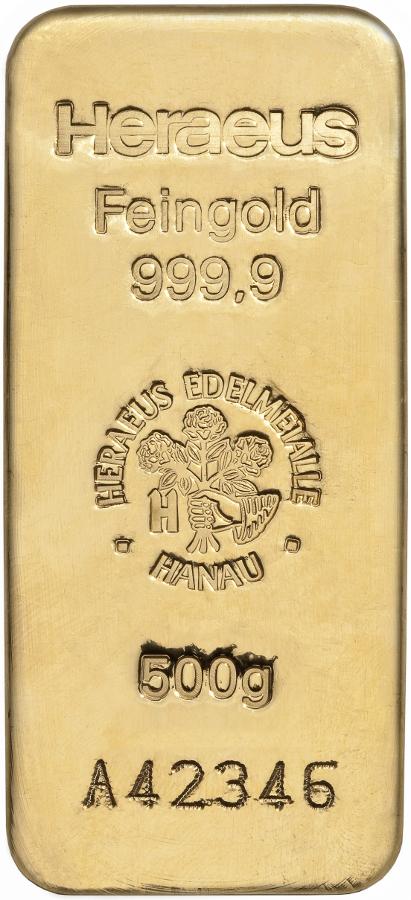 Heraeus
Feingold
999,9
HERAEUS EDELMETALLE
H
HANAU
500g
A42346